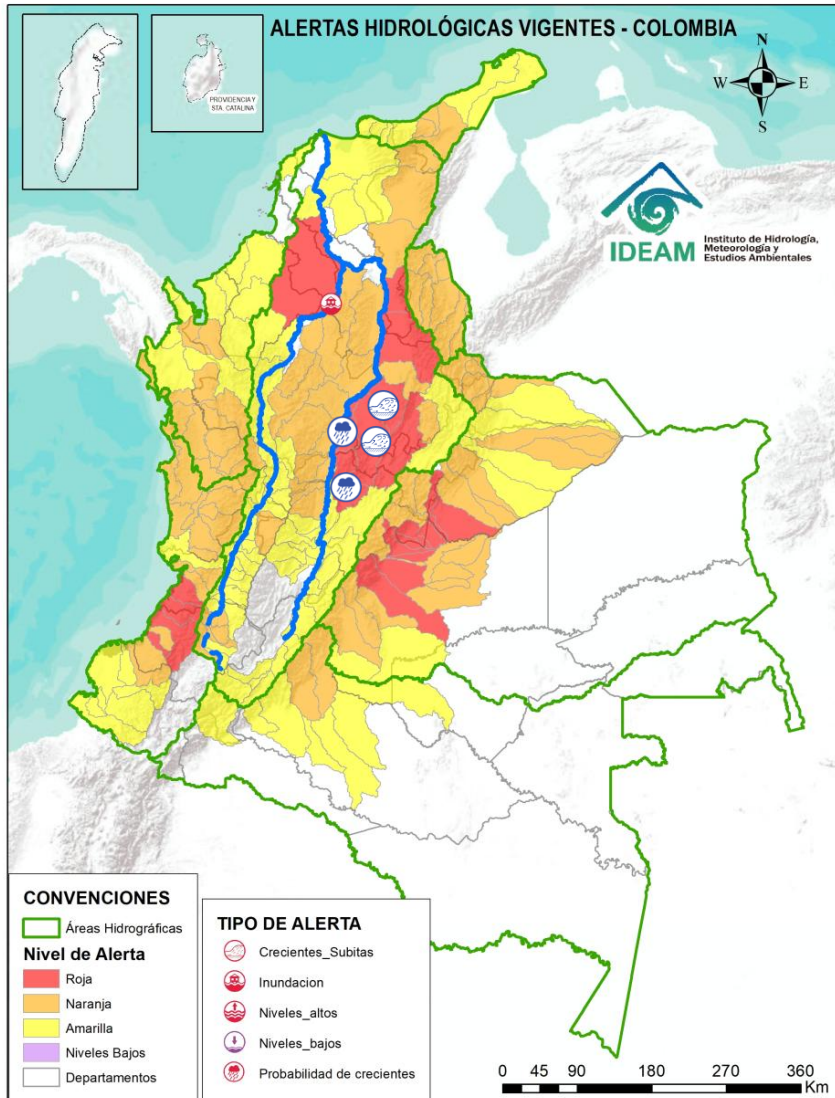 ALERTAS HIDROLÓGICAS VIGENTES - COLOMBIA
PROVIDENCIA Y
STA. CATALINA
N
W
E
S
IDEAM
Instituto de Hidrología,
Meteorología y
Estudios Ambientales
CONVENCIONES
Áreas Hidrográficas
Nivel de Alerta
Roja
Naranja
Amarilla
Niveles Bajos
Departamentos
TIPO DE ALERTA
Crecientes_Subitas
Inundacion
Niveles_altos
Niveles_bajos
Probabilidad de crecientes
0 45 90 180 270 360
Km